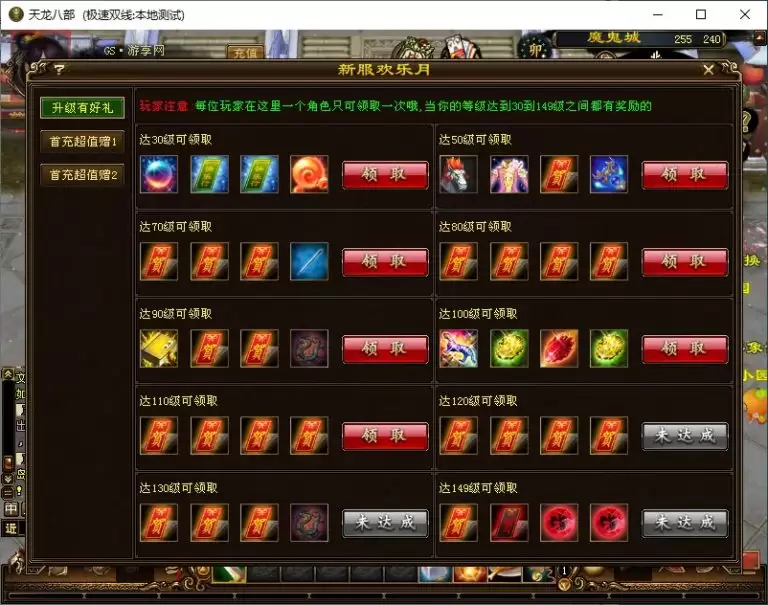 天龙八部 (极速双线:本地测试)
GS·游享网
充值
卯
魔鬼城 255 240
?
新服欢乐月
升级有好礼
首充超值赠1
首充超值赠2
玩家注意 每位玩家在这里一个角色只可领取一次哦,当你的等级达到30到149级之间都有奖励的
达30级可领取
领取
达50级可领取
领取
达70级可领取
领取
达80级可领取
领取
达90级可领取
领取
达100级可领取
领取
达110级可领取
领取
达120级可领取
未达成
达130级可领取
未达成
达149级可领取
未达成
换
象
小
1